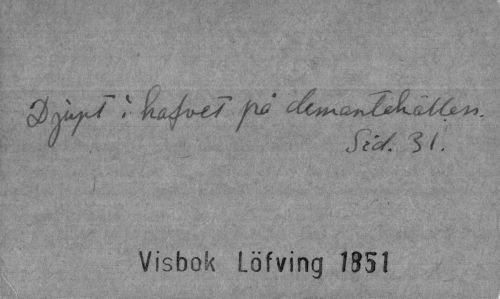 Djupt i hafvet på demantehällen.
Sid. 31.
Visbok Löfving 1851